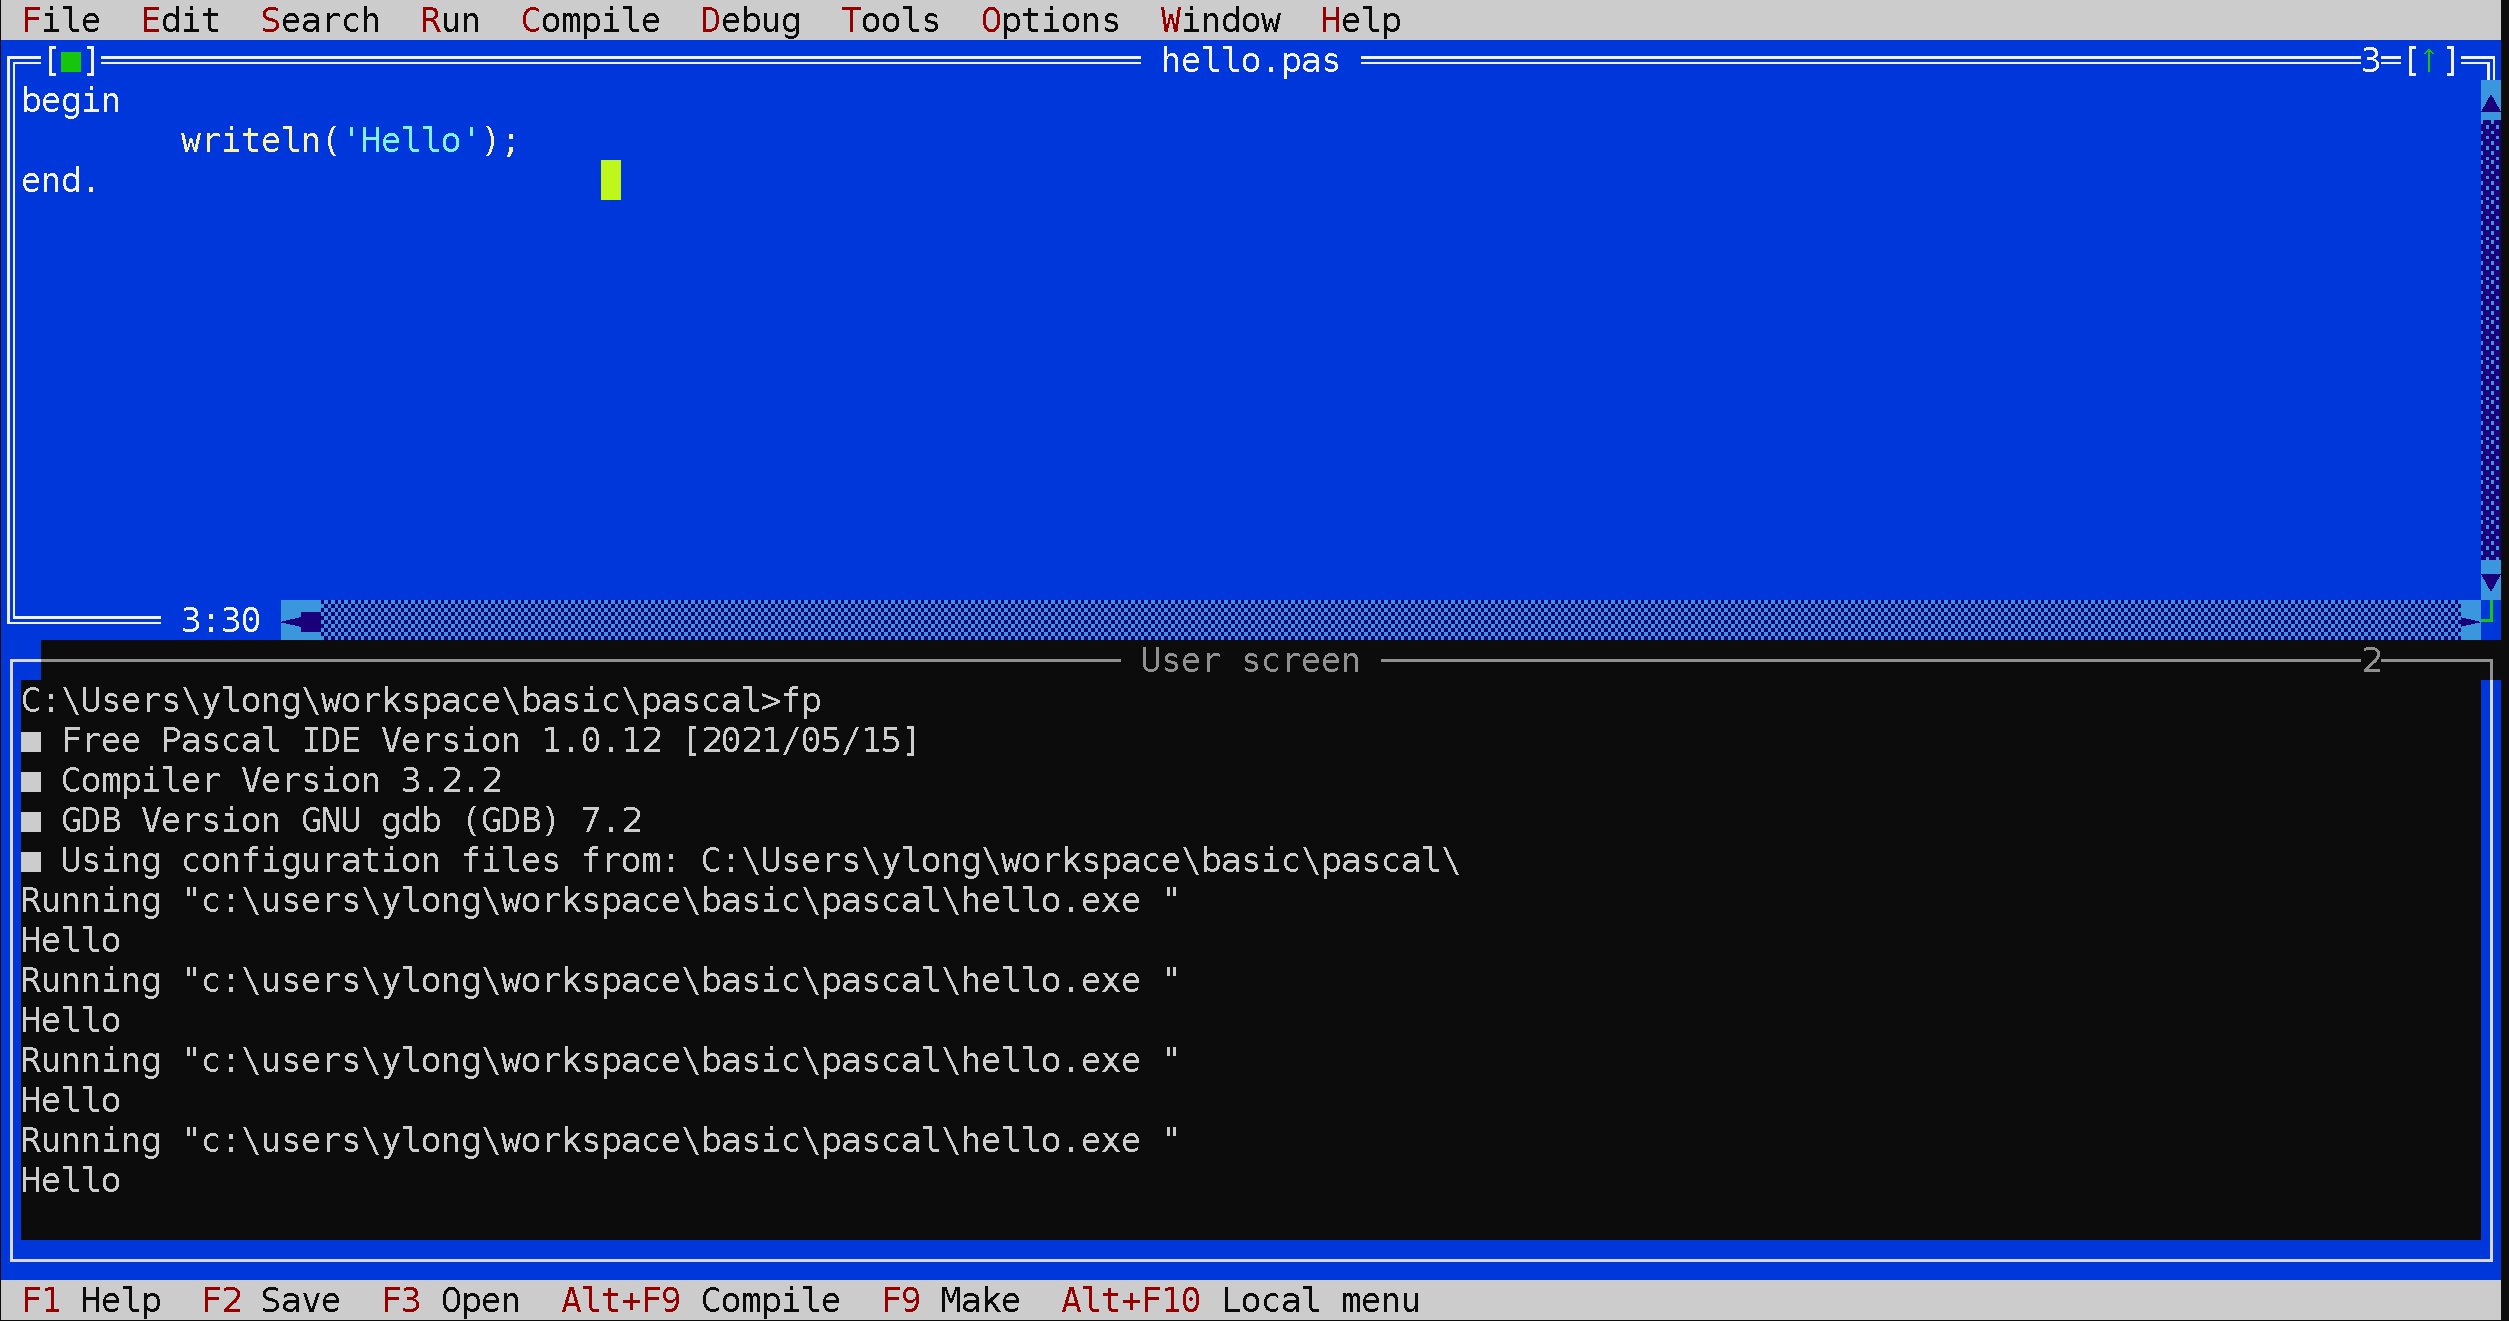 File Edit Search Run Compile Debug Tools Options Window Help
[■] hello.pas 3=[↑]
begin
writeln('Hello');
end.
3:30
User screen 2
C:\Users\ylong\workspace\basic\pascal>fp
■ Free Pascal IDE Version 1.0.12 [2021/05/15]
■ Compiler Version 3.2.2
■ GDB Version GNU gdb (GDB) 7.2
■ Using configuration files from: C:\Users\ylong\workspace\basic\pascal\
Running "c:\users\ylong\workspace\basic\pascal\hello.exe "
Hello
Running "c:\users\ylong\workspace\basic\pascal\hello.exe "
Hello
Running "c:\users\ylong\workspace\basic\pascal\hello.exe "
Hello
Running "c:\users\ylong\workspace\basic\pascal\hello.exe "
Hello
F1 Help F2 Save F3 Open Alt+F9 Compile F9 Make Alt+F10 Local menu